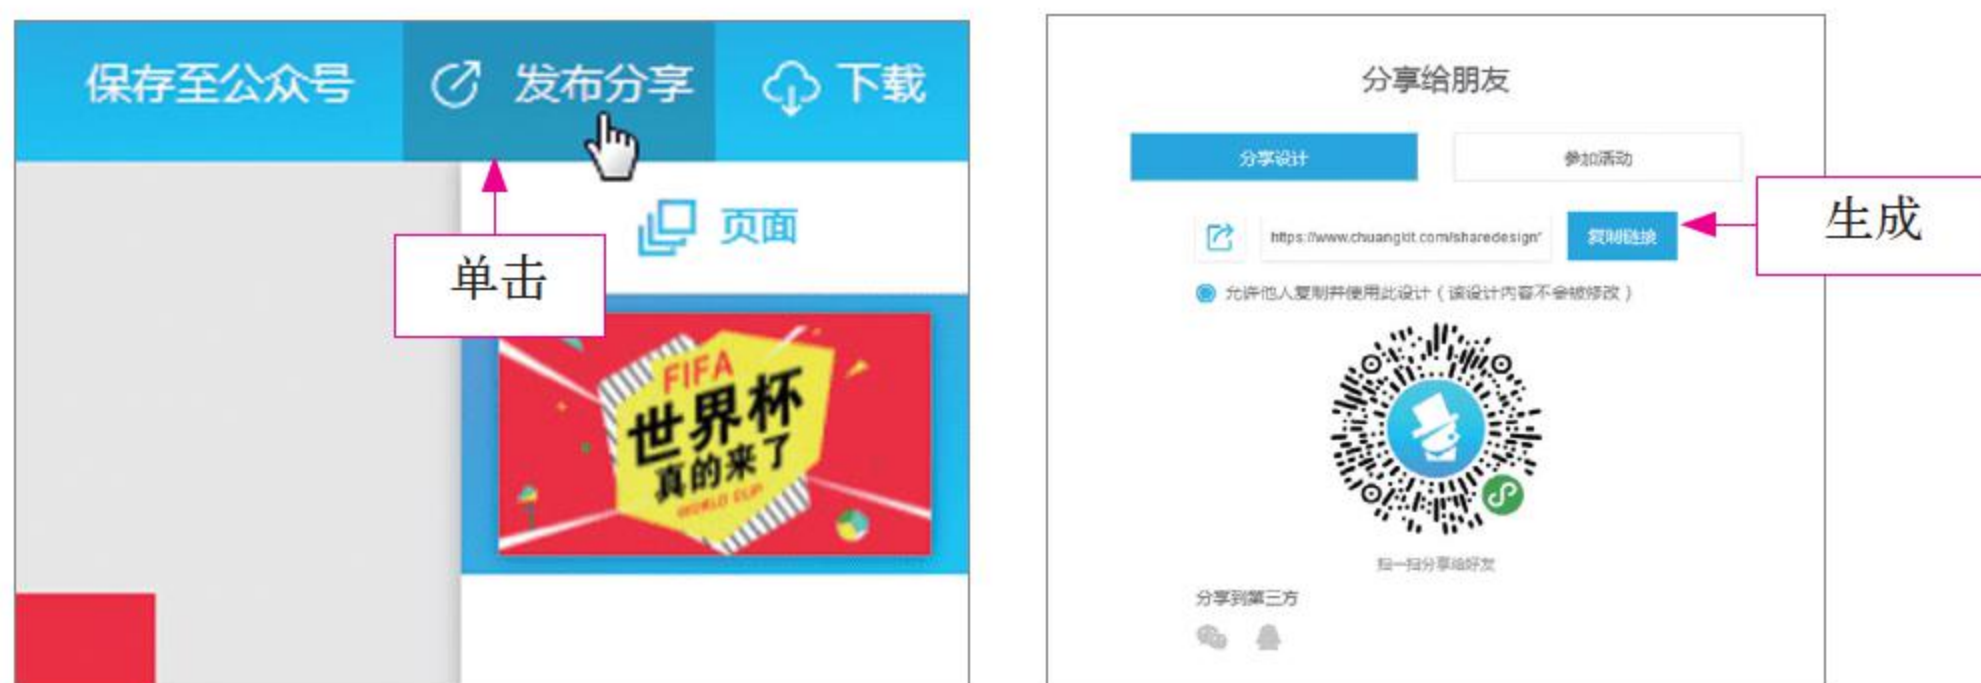 保存至公众号 发布分享 下载
页面
单击
FIFA
世界杯
真的来了
WORLD CUP
分享给朋友
分享设计 参加活动
https://www.chuangkit.com/sharedesign? 复制链接
生成
允许他人复制并使用此设计（该设计内容不会被修改）
扫一扫分享给好友
分享到第三方